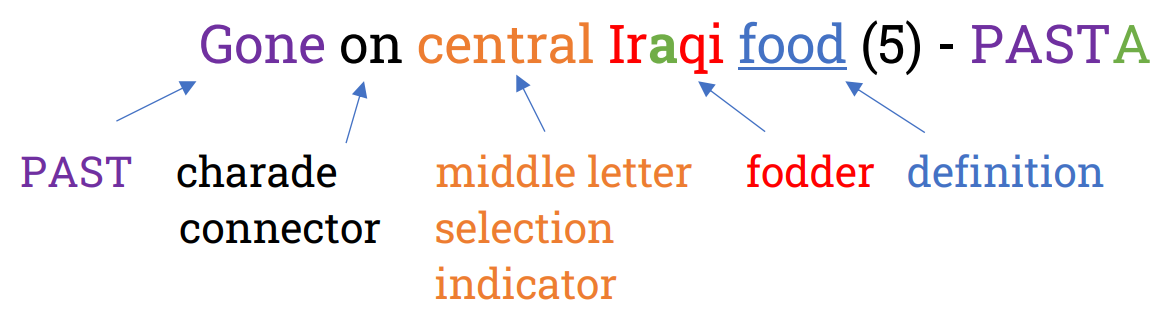 Gone on central Iraqi food (5) - PASTA
PAST charade middle letter fodder definition
connector selection
indicator